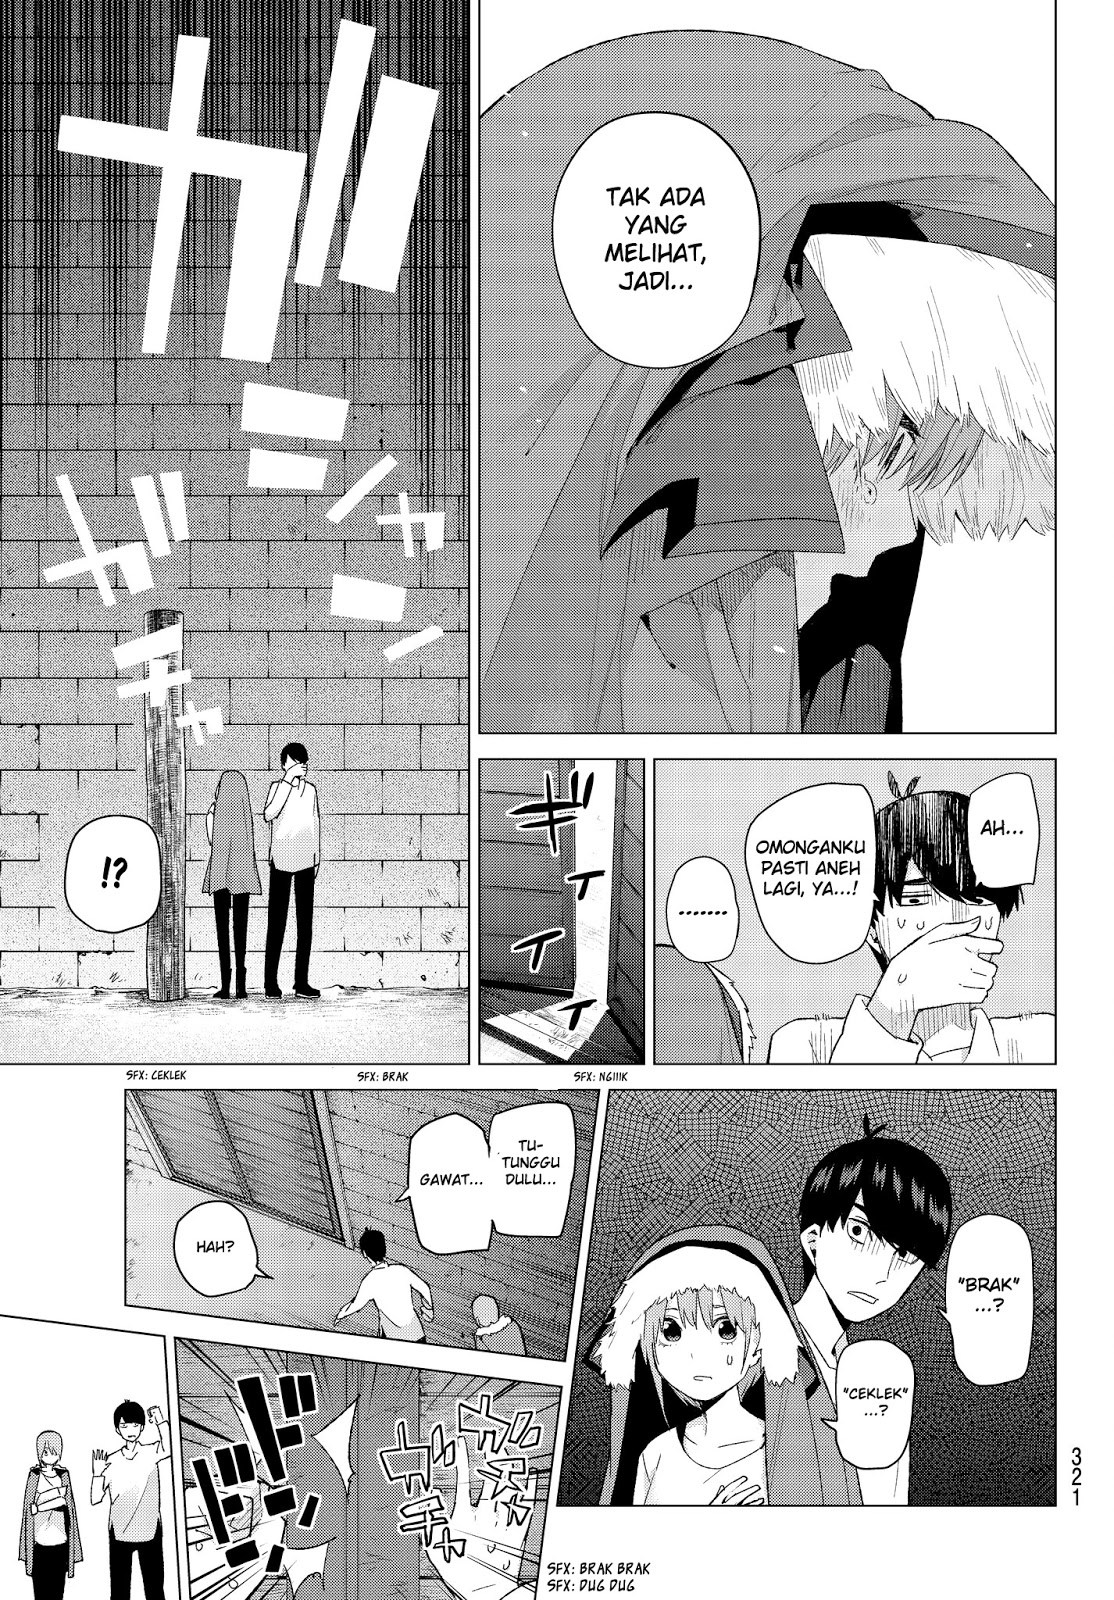 TAK ADA
YANG
MELIHAT,
JADI...
AH...
OMONGANKU
PASTI ANEH
LAGI, YA...!
........
ギ
イ
イ
ガシャン
ガチャ
!?
SFX: CEKLEK
SFX: BRAK
SFX: NGIIIK
"BRAK"
...?
"CEKLEK"
...?
TU-
TUNGGU
DULU...
GAWAT...
HAH?
ガチャ
ガチャ
ドン
ドン
SFX: BRAK BRAK
SFX: DUG DUG
321